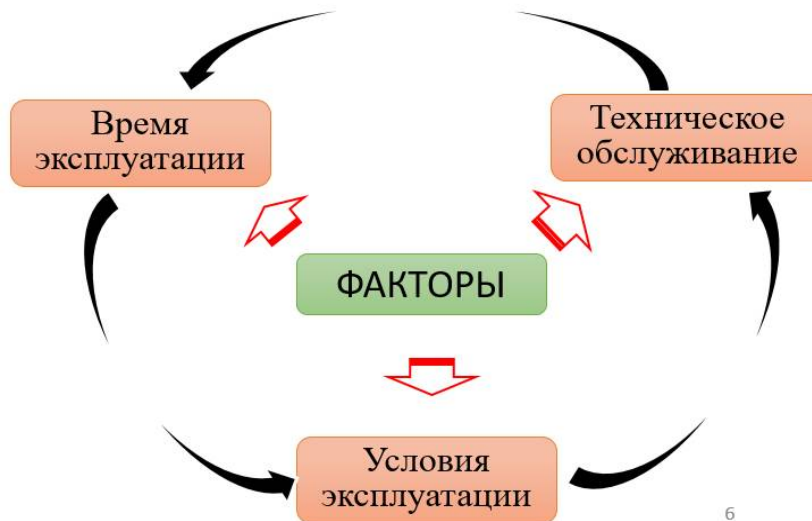 Время
эксплуатации
Техническое
обслуживание
ФАКТОРЫ
Условия
эксплуатации
6